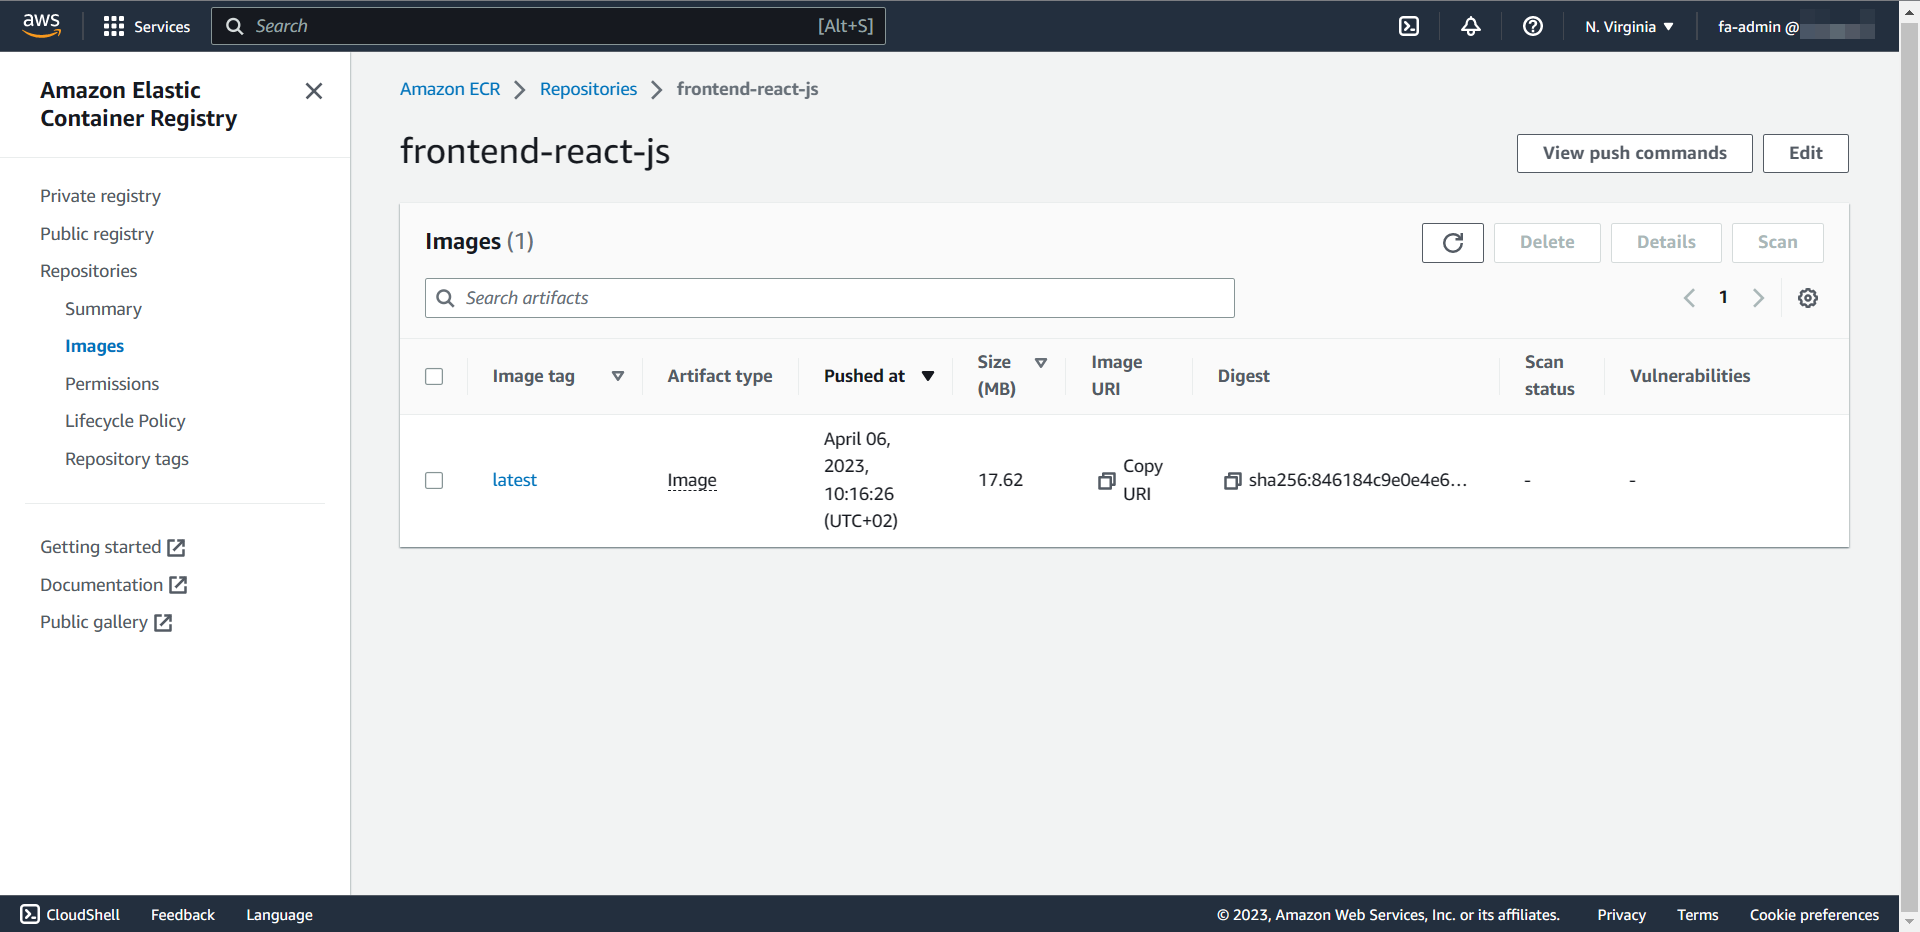 aws Services Search [Alt+S] N. Virginia fa-admin @
Amazon Elastic
Container Registry
Private registry
Public registry
Repositories
Summary
Images
Permissions
Lifecycle Policy
Repository tags
Getting started
Documentation
Public gallery
Amazon ECR Repositories frontend-react-js
frontend-react-js
View push commands Edit
Images (1)
Delete Details Scan
Search artifacts
1
Image tag Artifact type Pushed at Size (MB) Image URI Digest Scan status Vulnerabilities
latest Image April 06, 2023, 10:16:26 (UTC+02) 17.62 Copy URI sha256:846184c9e0e4e6... - -
CloudShell Feedback Language © 2023, Amazon Web Services, Inc. or its affiliates. Privacy Terms Cookie preferences